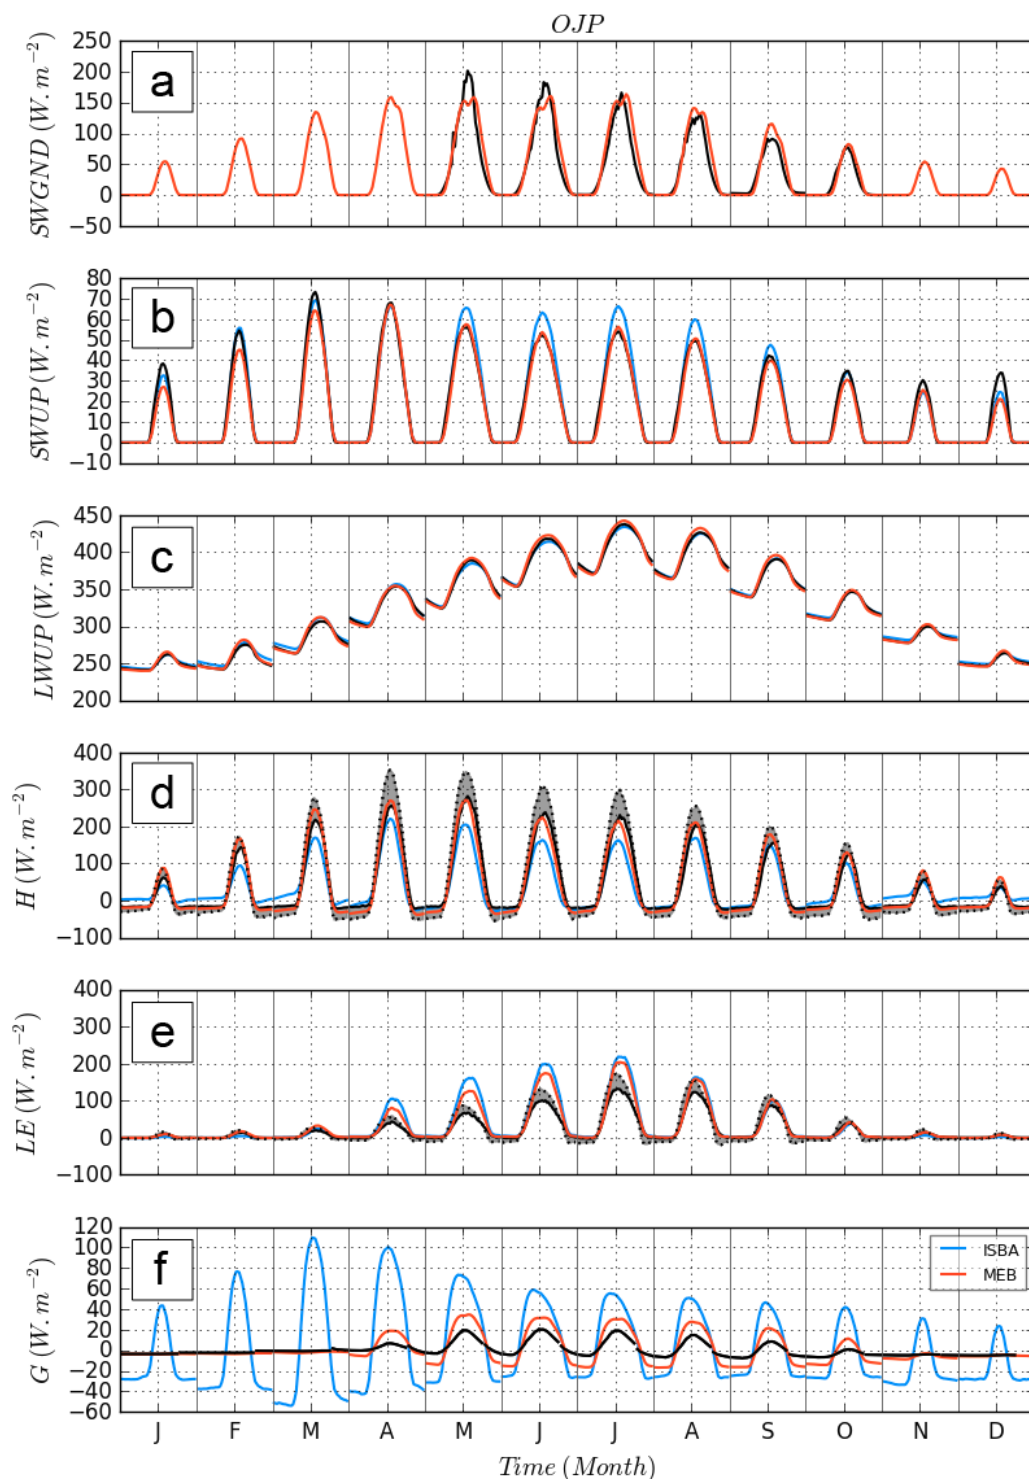 OJP
a
SWGND (W.m⁻²)
250
200
150
100
50
0
−50
b
SWUP (W.m⁻²)
80
70
60
50
40
30
20
10
0
−10
c
LWUP (W.m⁻²)
450
400
350
300
250
200
d
H (W.m⁻²)
400
300
200
100
0
−100
e
LE (W.m⁻²)
400
300
200
100
0
−100
f
G (W.m⁻²)
120
100
80
60
40
20
0
−20
−40
−60
ISBA
MEB
J F M A M J J A S O N D
Time (Month)